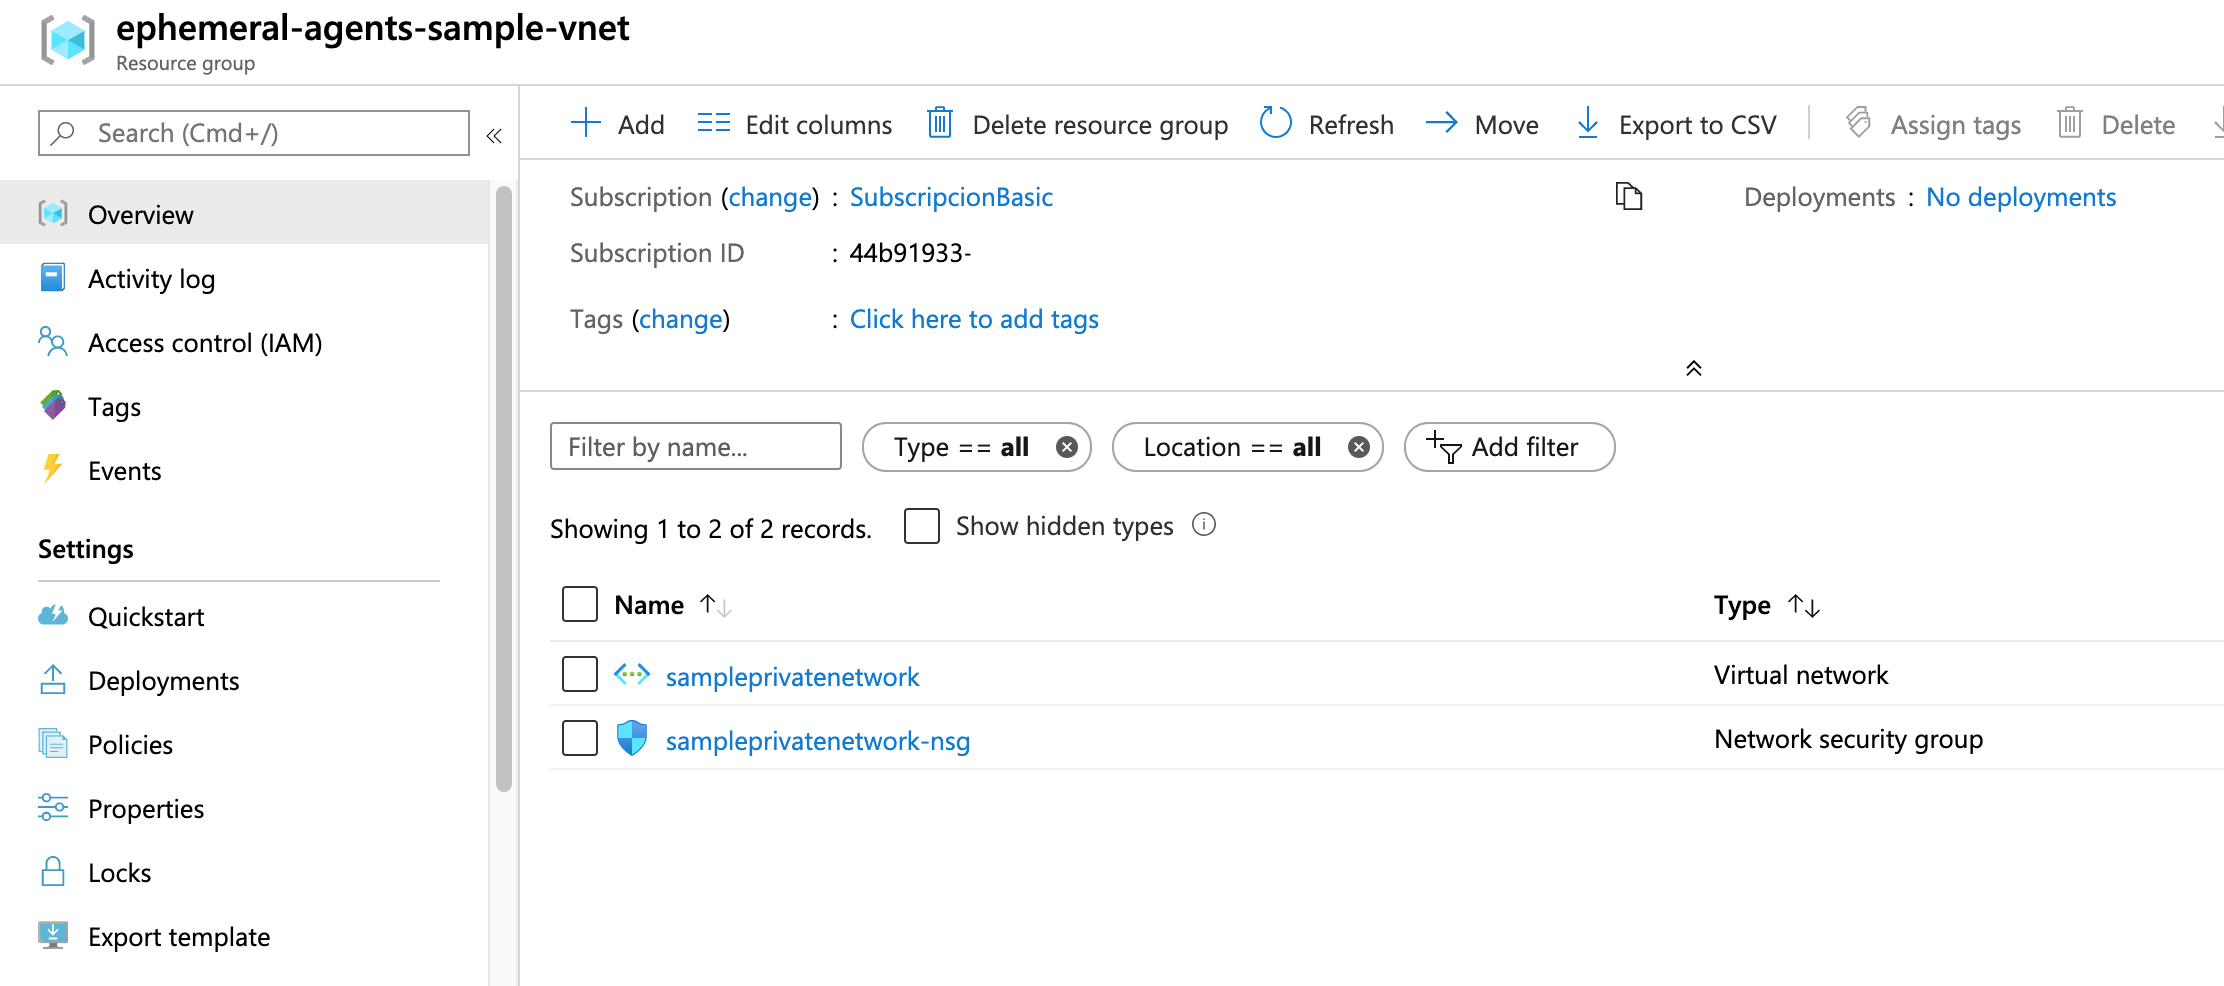 ephemeral-agents-sample-vnet
Resource group
Search (Cmd+/)
«
Add
Edit columns
Delete resource group
Refresh
Move
Export to CSV
Assign tags
Delete
Overview
Activity log
Access control (IAM)
Tags
Events
Settings
Quickstart
Deployments
Policies
Properties
Locks
Export template
Subscription (change) : SubscripcionBasic
Deployments : No deployments
Subscription ID : 44b91933-
Tags (change) : Click here to add tags
Filter by name...
Type == all
Location == all
Add filter
Showing 1 to 2 of 2 records.
Show hidden types
Name ↑↓ Type ↑↓
sampleprivatenetwork Virtual network
sampleprivatenetwork-nsg Network security group